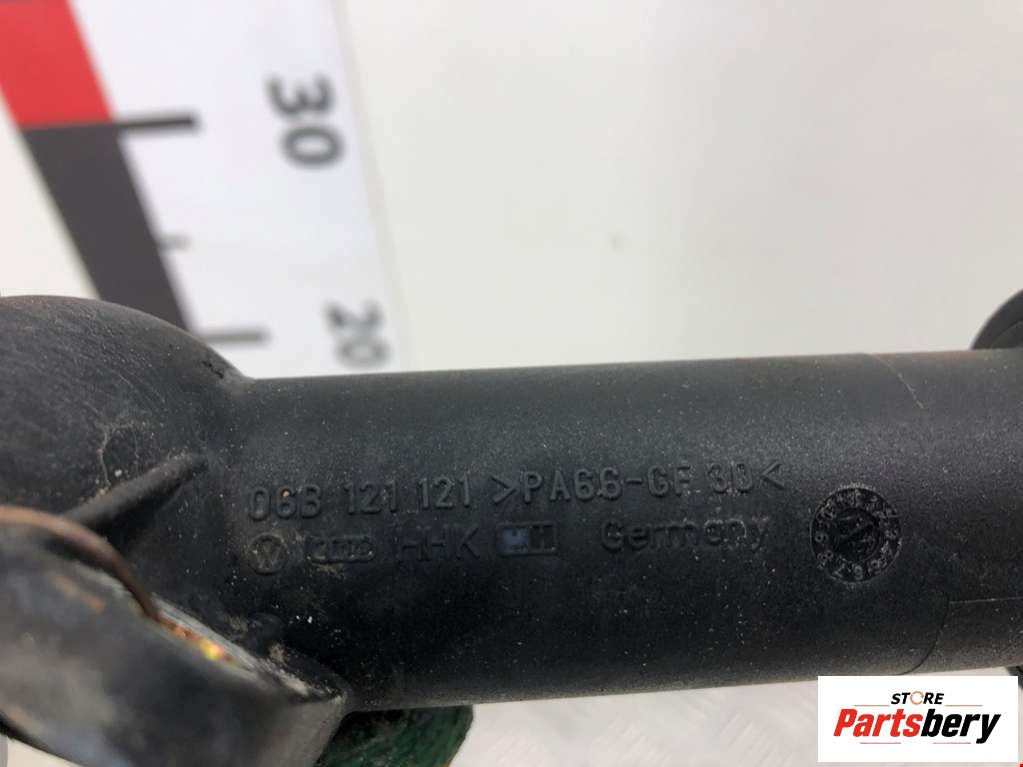 30
20
06B 121 121 >PA66-GF 30<
HHK Germany
STORE
Partsbery